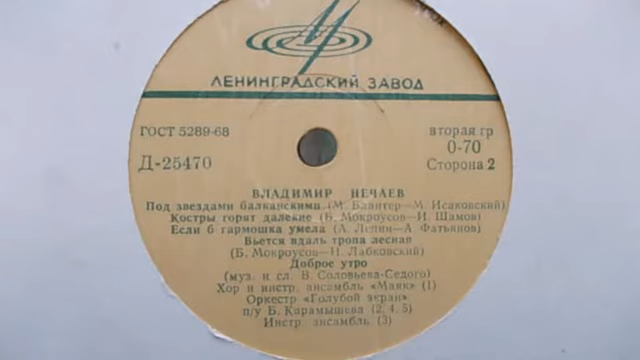 ЛЕНИНГРАДСКИЙ ЗАВОД
ГОСТ 5289-68
вторая гр
0-70
Д-25470
Сторона 2
ВЛАДИМИР НЕЧАЕВ
Под звездами балканскими (М. Блантер—М. Исаковский)
Костры горят далекие (Б. Мокроусов—И. Шамов)
Если б гармошка умела (А. Лепин—А. Фатьянов)
Вьется вдаль тропа лесная
(Б. Мокроусов—Н. Лабковский)
Доброе утро
(муз. и сл. В. Соловьева-Седого)
Хор и инстр. ансамбль «Маяк» (1)
Оркестр «Голубой экран»
п/у Б. Карамышева (2, 4, 5)
Инстр. ансамбль (3)